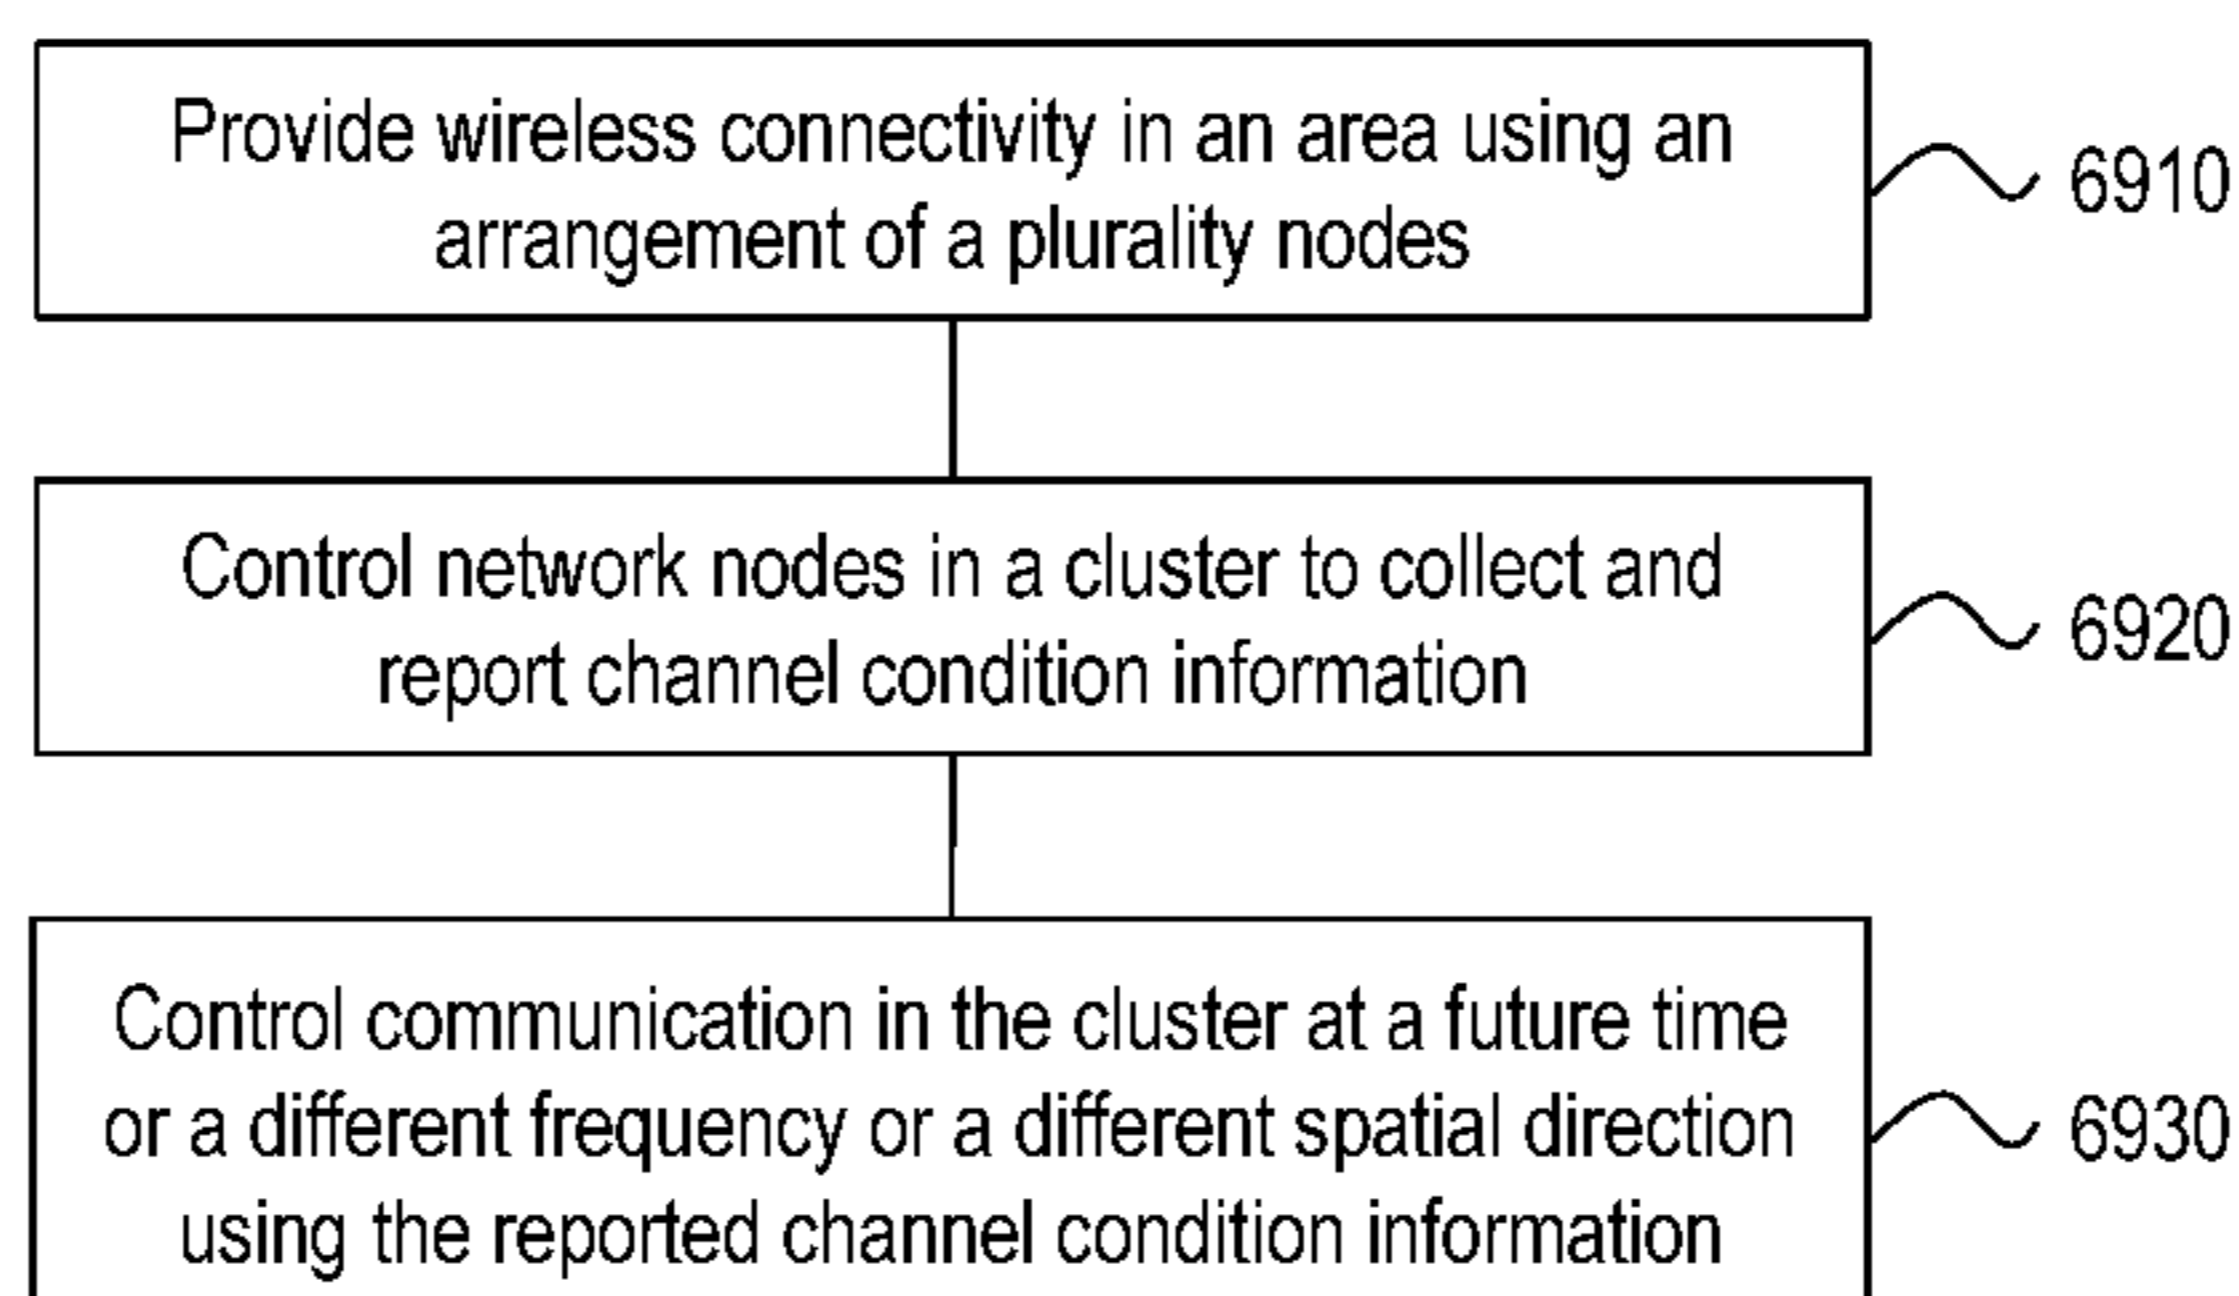 Provide wireless connectivity in an area using an
arrangement of a plurality nodes
6910
Control network nodes in a cluster to collect and
report channel condition information
6920
Control communication in the cluster at a future time
or a different frequency or a different spatial direction
using the reported channel condition information
6930